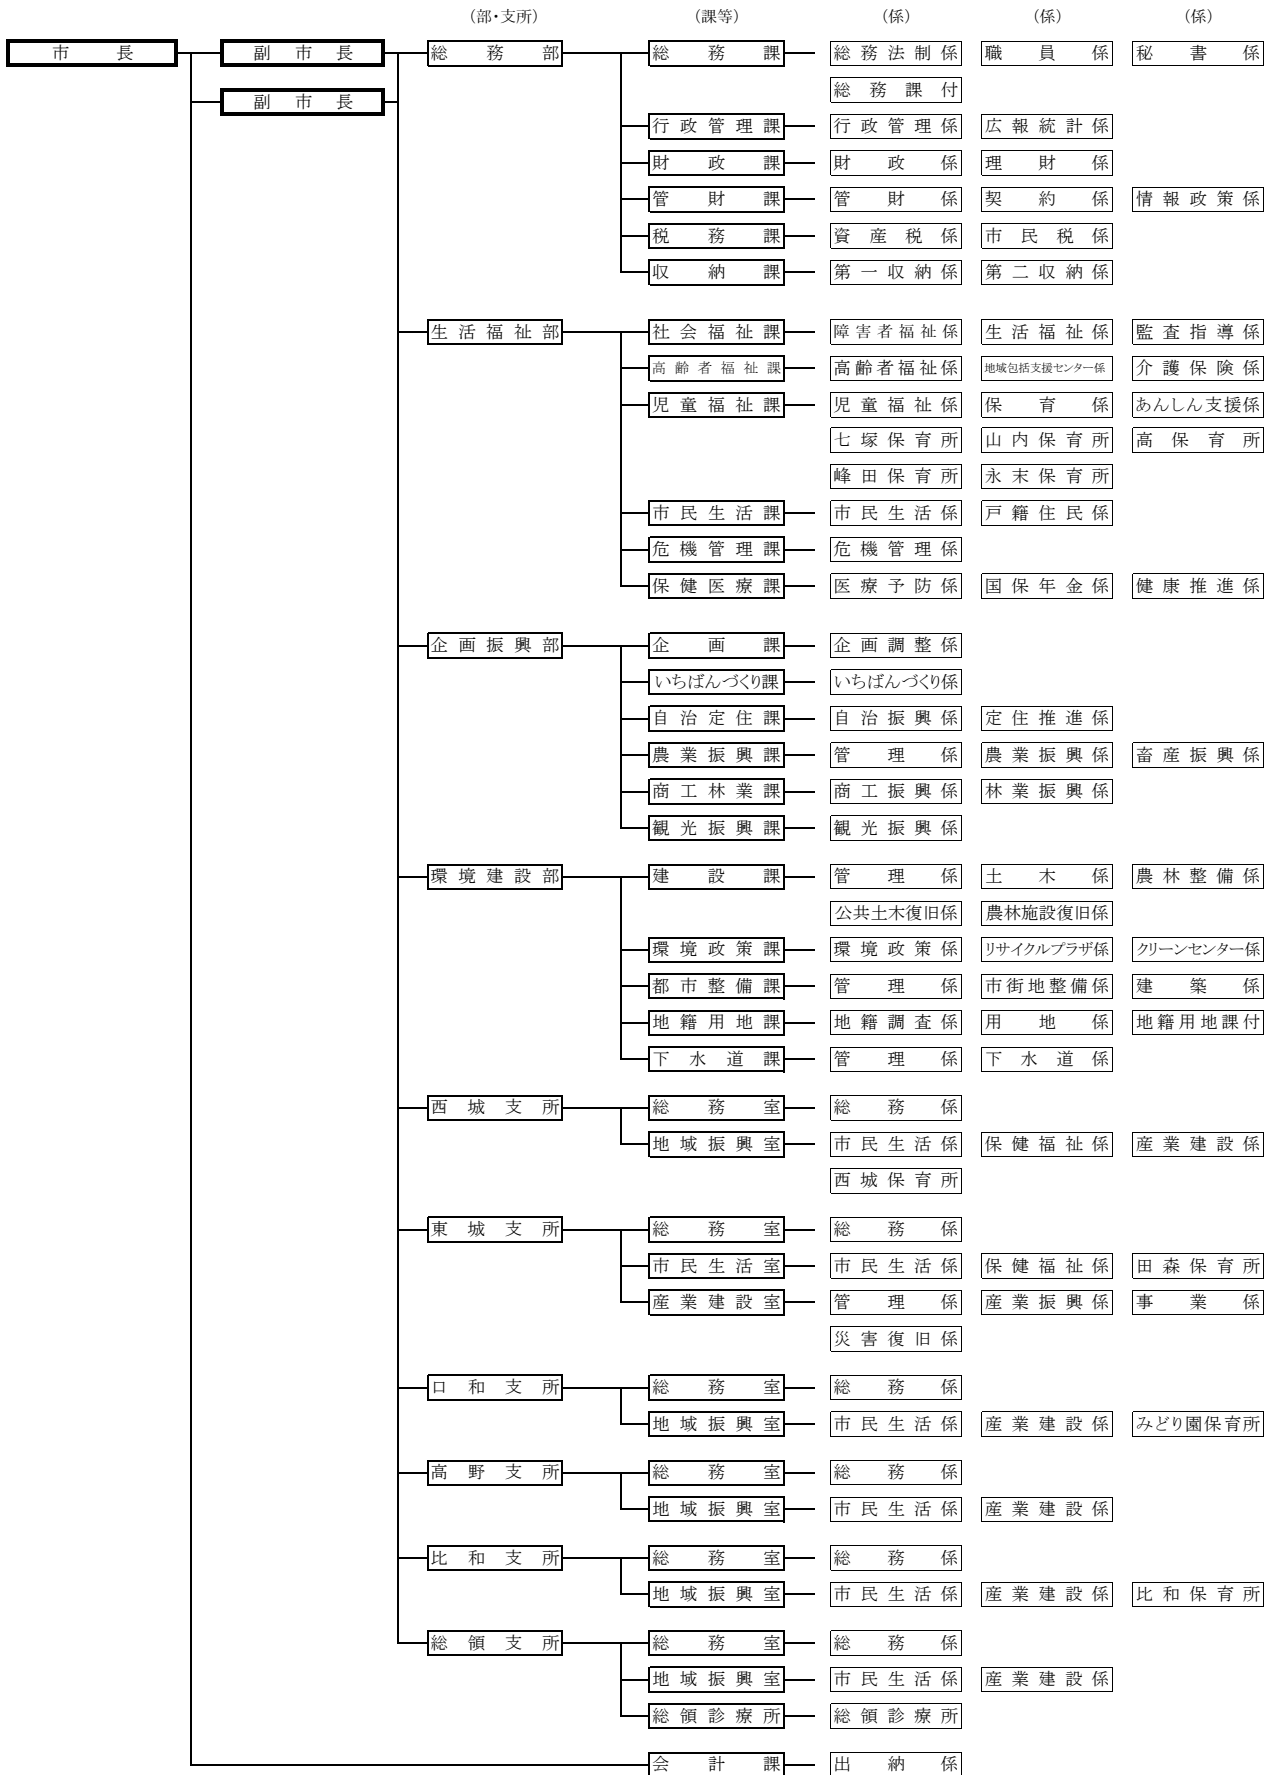 (部・支所) (課等) (係) (係) (係)
市長 副市長 総務部 総務課 総務法制係 職員係 秘書係
総務課付
副市長
行政管理課 行政管理係 広報統計係
財政課 財政係 理財係
管財課 管財係 契約係 情報政策係
税務課 資産税係 市民税係
収納課 第一収納係 第二収納係
生活福祉部 社会福祉課 障害者福祉係 生活福祉係 監査指導係
高齢者福祉課 高齢者福祉係 地域包括支援センター係 介護保険係
児童福祉課 児童福祉係 保育係 あんしん支援係
七塚保育所 山内保育所 高保育所
峰田保育所 永末保育所
市民生活課 市民生活係 戸籍住民係
危機管理課 危機管理係
保健医療課 医療予防係 国保年金係 健康推進係
企画振興部 企画課 企画調整係
いちばんづくり課 いちばんづくり係
自治定住課 自治振興係 定住推進係
農業振興課 管理係 農業振興係 畜産振興係
商工林業課 商工振興係 林業振興係
観光振興課 観光振興係
環境建設部 建設課 管理係 土木係 農林整備係
公共土木復旧係 農林施設復旧係
環境政策課 環境政策係 リサイクルプラザ係 クリーンセンター係
都市整備課 管理係 市街地整備係 建築係
地籍用地課 地籍調査係 用地係 地籍用地課付
下水道課 管理係 下水道係
西城支所 総務室 総務係
地域振興室 市民生活係 保健福祉係 産業建設係
西城保育所
東城支所 総務室 総務係
市民生活室 市民生活係 保健福祉係 田森保育所
産業建設室 管理係 産業振興係 事業係
災害復旧係
口和支所 総務室 総務係
地域振興室 市民生活係 産業建設係 みどり園保育所
高野支所 総務室 総務係
地域振興室 市民生活係 産業建設係
比和支所 総務室 総務係
地域振興室 市民生活係 産業建設係 比和保育所
総領支所 総務室 総務係
地域振興室 市民生活係 産業建設係
総領診療所 総領診療所
会計課 出納係